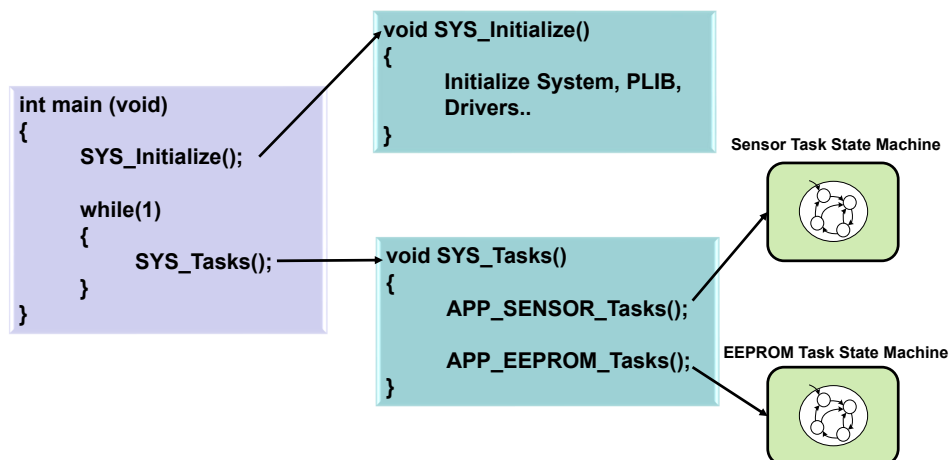 int main (void)
{
SYS_Initialize();
while(1)
{
SYS_Tasks();
}
}
void SYS_Initialize()
{
Initialize System, PLIB,
Drivers..
}
void SYS_Tasks()
{
APP_SENSOR_Tasks();
APP_EEPROM_Tasks();
}
Sensor Task State Machine
EEPROM Task State Machine